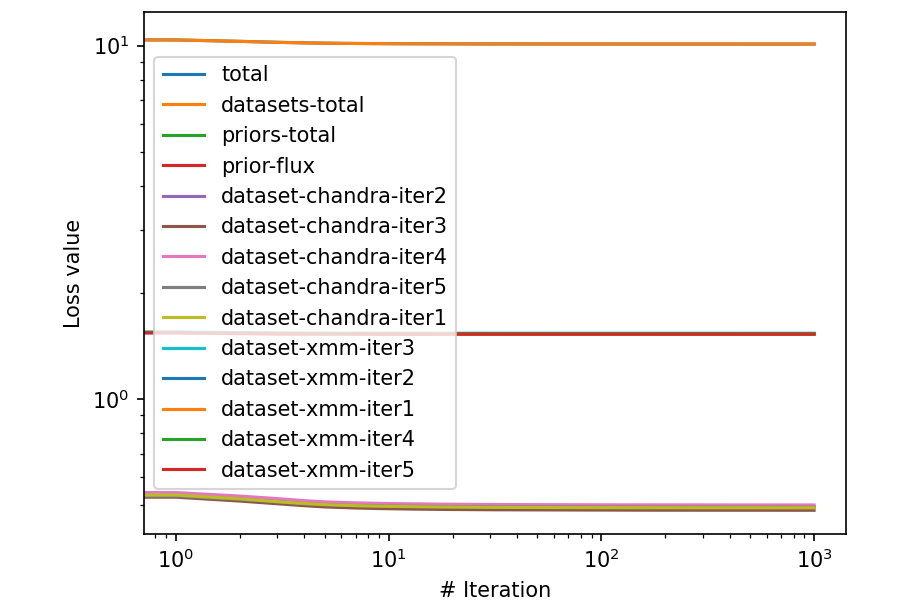 10¹
total
datasets-total
priors-total
prior-flux
dataset-chandra-iter2
dataset-chandra-iter3
dataset-chandra-iter4
dataset-chandra-iter5
dataset-chandra-iter1
dataset-xmm-iter3
dataset-xmm-iter2
dataset-xmm-iter1
dataset-xmm-iter4
dataset-xmm-iter5
Loss value
10⁰
10⁰ 10¹ 10² 10³
# Iteration